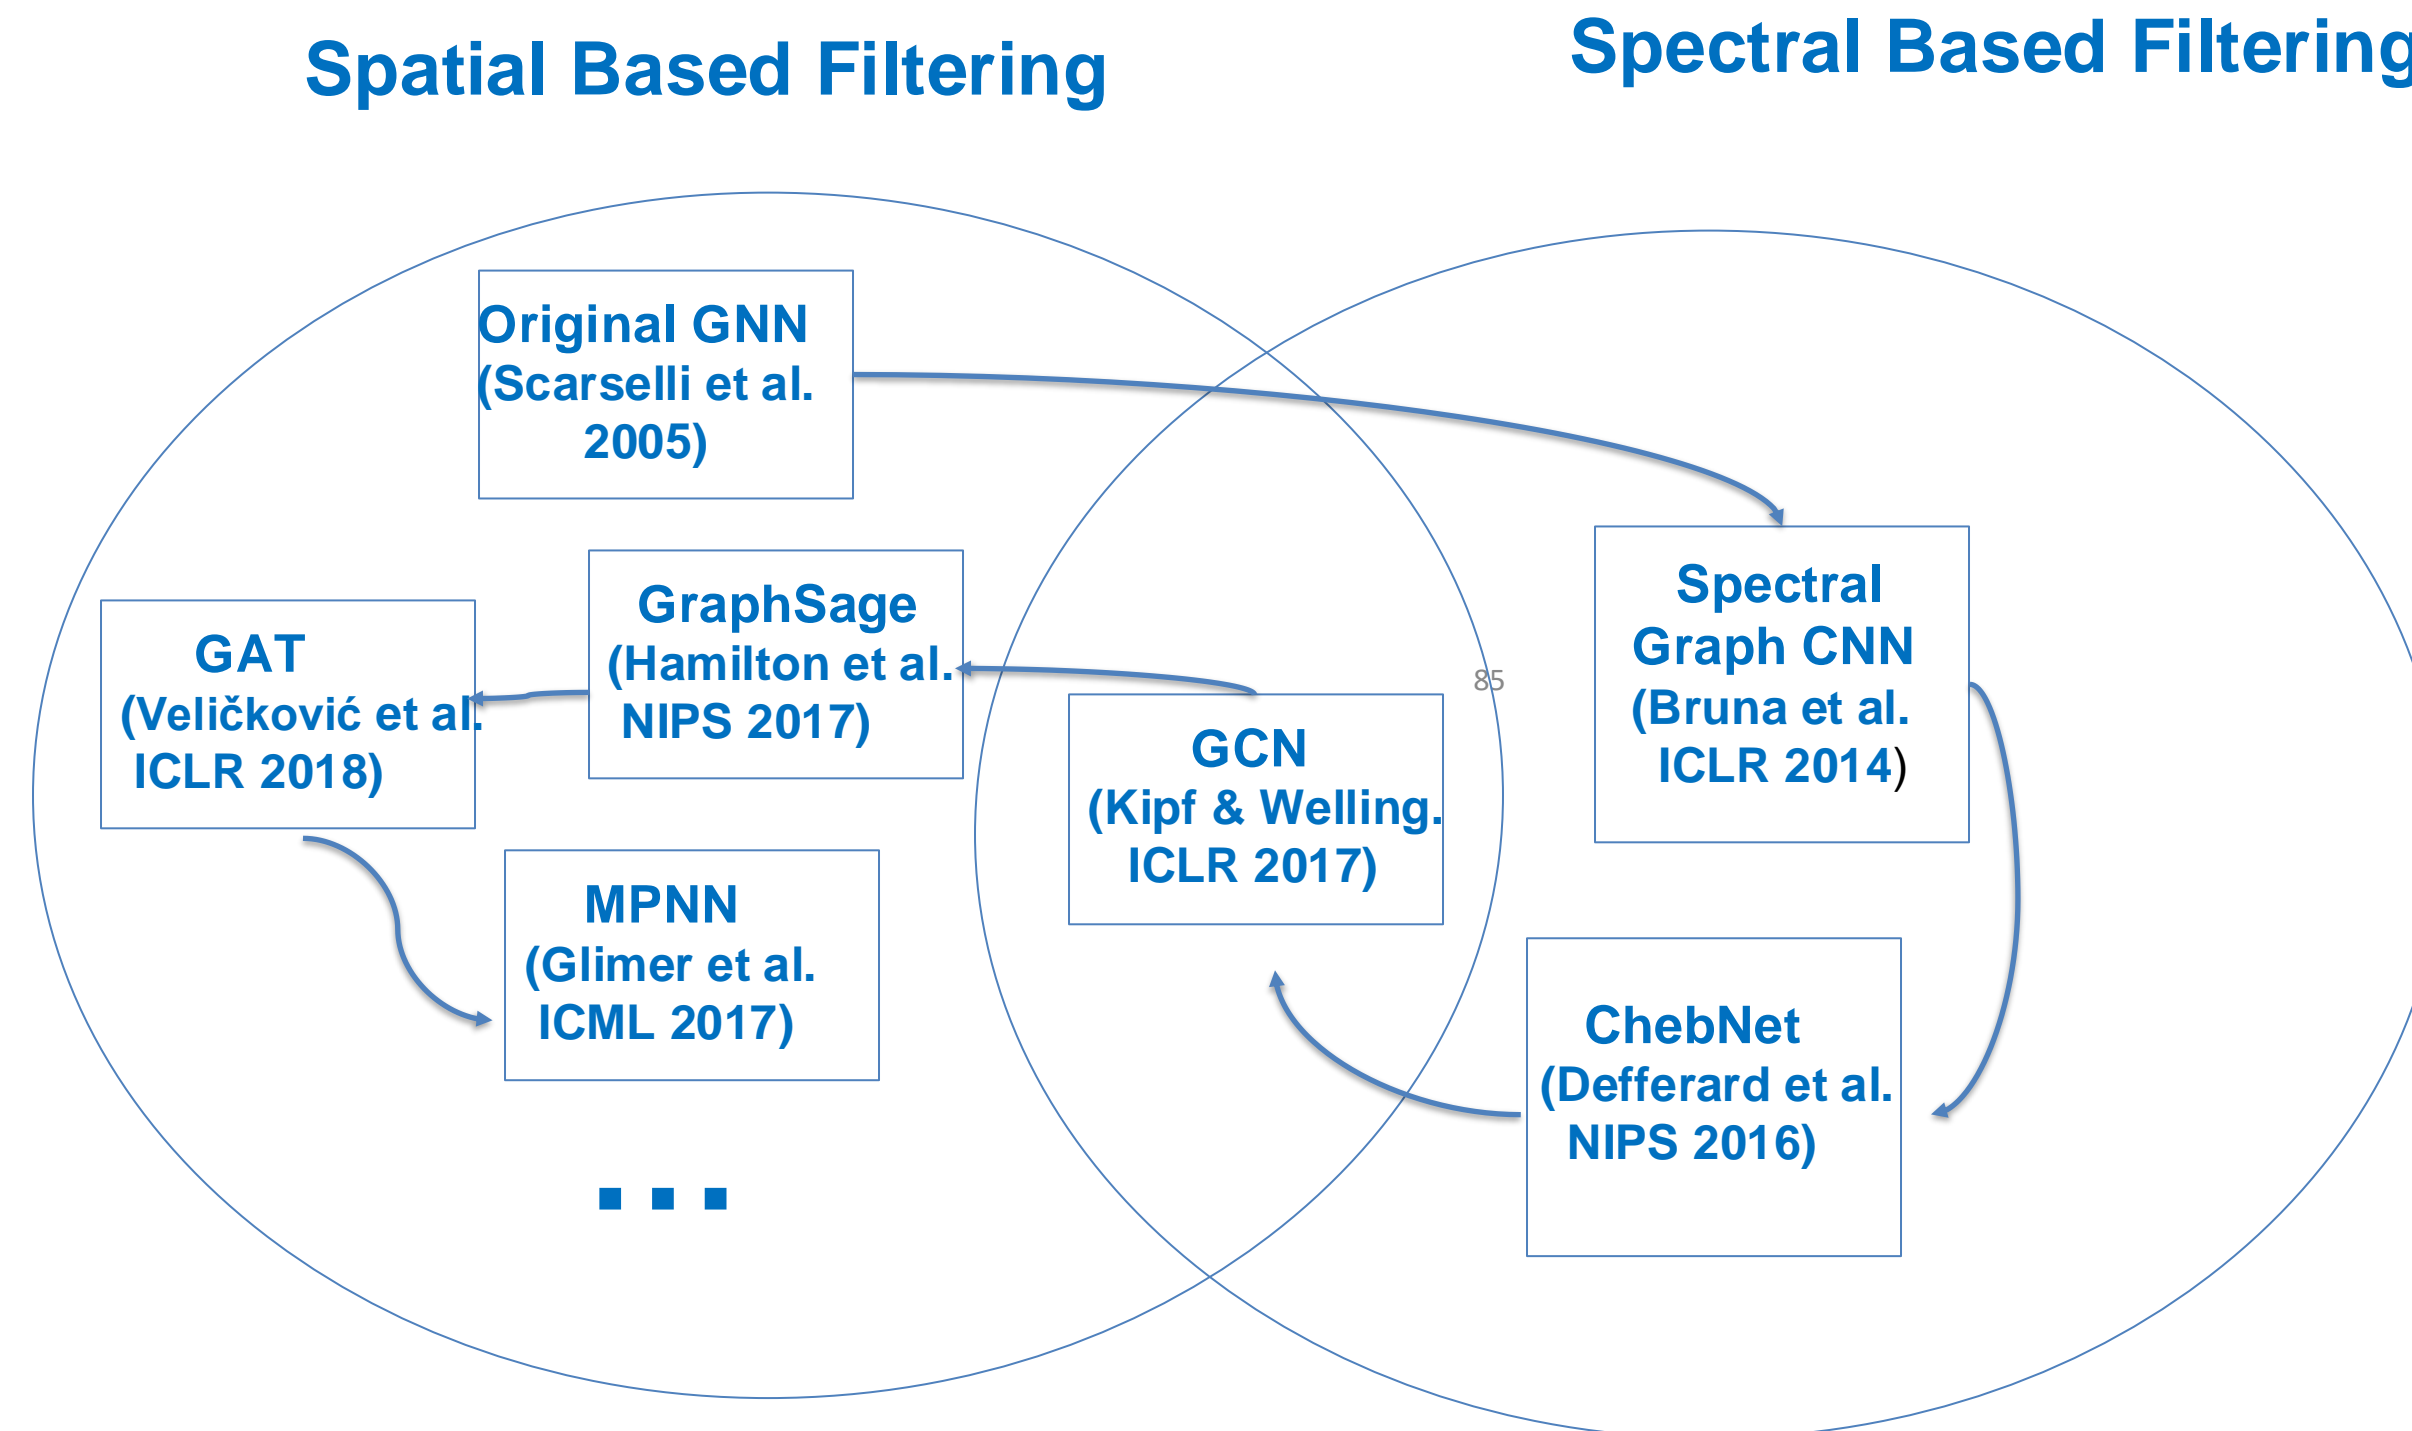 Spatial Based Filtering
Spectral Based Filtering
Original GNN
(Scarselli et al.
2005)
GraphSage
(Hamilton et al.
NIPS 2017)
GAT
(Veličković et al.
ICLR 2018)
MPNN
(Glimer et al.
ICML 2017)
...
GCN
(Kipf & Welling.
ICLR 2017)
85
Spectral
Graph CNN
(Bruna et al.
ICLR 2014)
ChebNet
(Defferard et al.
NIPS 2016)